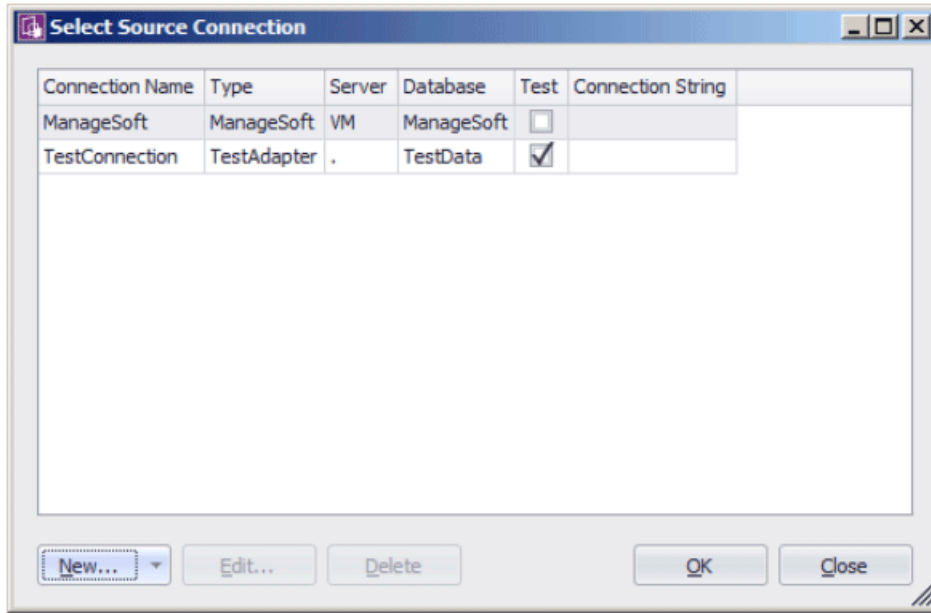 Select Source Connection
Connection Name Type Server Database Test Connection String
ManageSoft ManageSoft VM ManageSoft
TestConnection TestAdapter . TestData
New... Edit... Delete OK Close